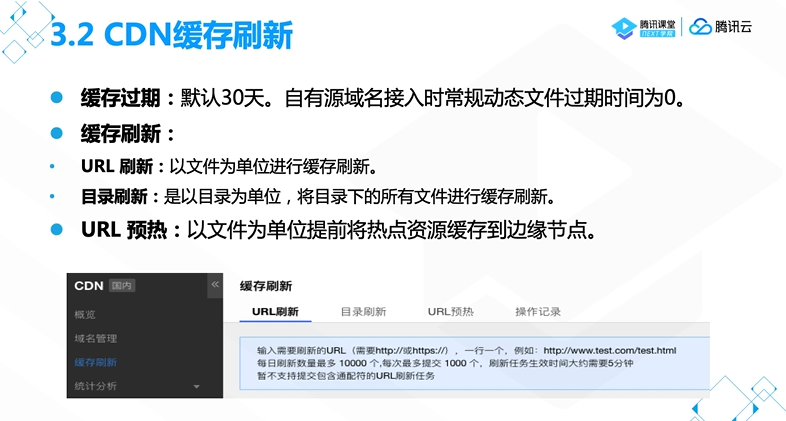 3.2 CDN缓存刷新
腾讯课堂
NEXT学院
腾讯云
缓存过期：默认30天。自有源域名接入时常规动态文件过期时间为0。
缓存刷新：
URL 刷新：以文件为单位进行缓存刷新。
目录刷新：是以目录为单位，将目录下的所有文件进行缓存刷新。
URL 预热：以文件为单位提前将热点资源缓存到边缘节点。
CDN 国内 «
概览
域名管理
缓存刷新
统计分析
缓存刷新
URL刷新 目录刷新 URL预热 操作记录
输入需要刷新的URL（需要http://或https://），一行一个，例如：http://www.test.com/test.html
每日刷新数量最多 10000 个,每次最多提交 1000 个，刷新任务生效时间大约需要5分钟
暂不支持提交包含通配符的URL刷新任务